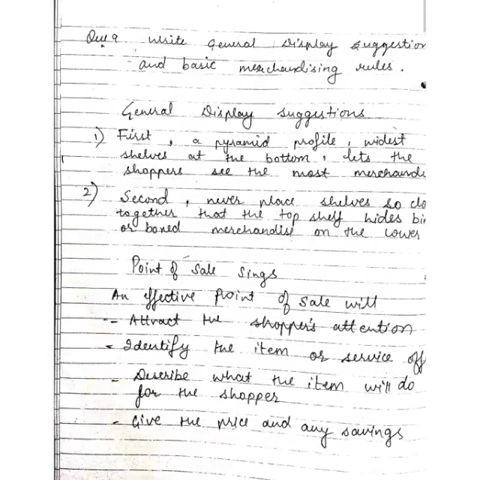 Que 9 Write General Display suggestion
and basic merchandising rules.
General Display suggestions
1) First, a pyramid profile, widest
shelves at the bottom, lets the
shoppers see the most merchandi
2) Second, never place shelves so clo
together that the top shelf hides bi
or boxed merchandise on the lower
Point of Sale Sings
An effective point of sale will
- Attract the shopper's attention
- Identify the item or service off
- Describe what the item will do
for the shopper
- Give the price and any savings